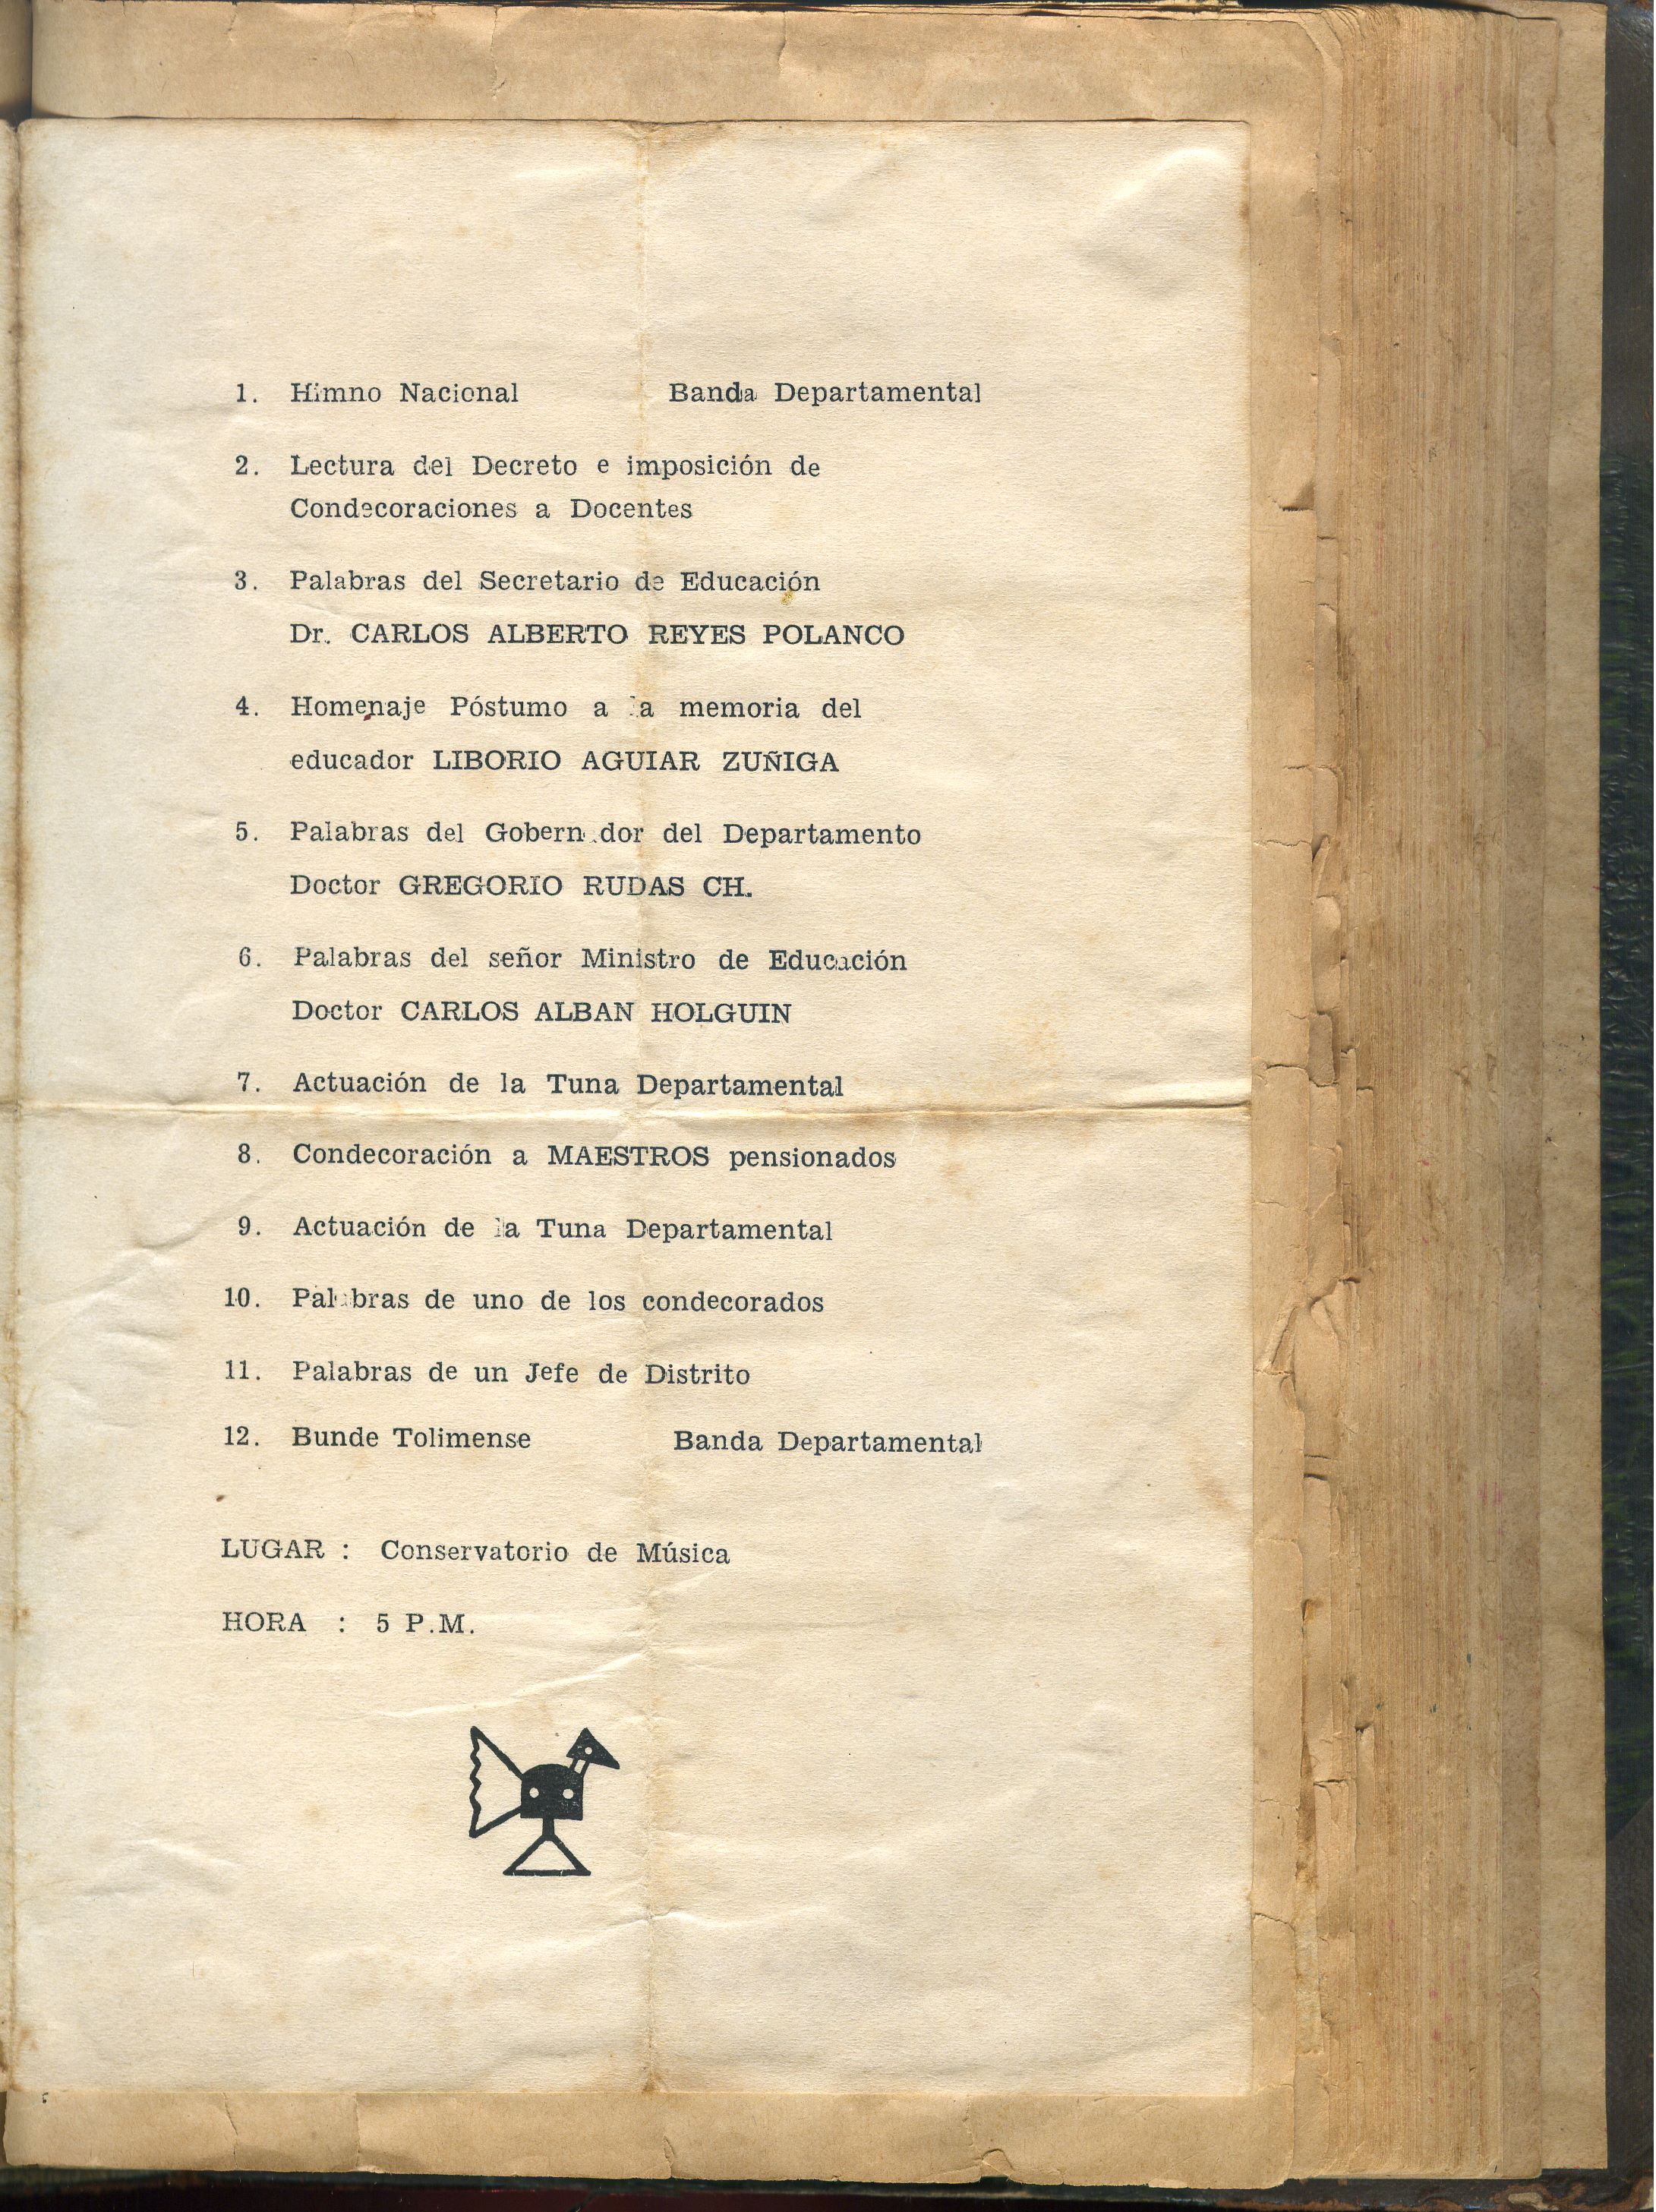 1. Himno Nacional Banda Departamental
2. Lectura del Decreto e imposición de
Condecoraciones a Docentes
3. Palabras del Secretario de Educación
Dr. CARLOS ALBERTO REYES POLANCO
4. Homenaje Póstumo a la memoria del
educador LIBORIO AGUIAR ZUÑIGA
5. Palabras del Gobernador del Departamento
Doctor GREGORIO RUDAS CH.
6. Palabras del señor Ministro de Educación
Doctor CARLOS ALBAN HOLGUIN
7. Actuación de la Tuna Departamental
8. Condecoración a MAESTROS pensionados
9. Actuación de la Tuna Departamental
10. Palabras de uno de los condecorados
11. Palabras de un Jefe de Distrito
12. Bunde Tolimense Banda Departamental
LUGAR : Conservatorio de Música
HORA : 5 P.M.